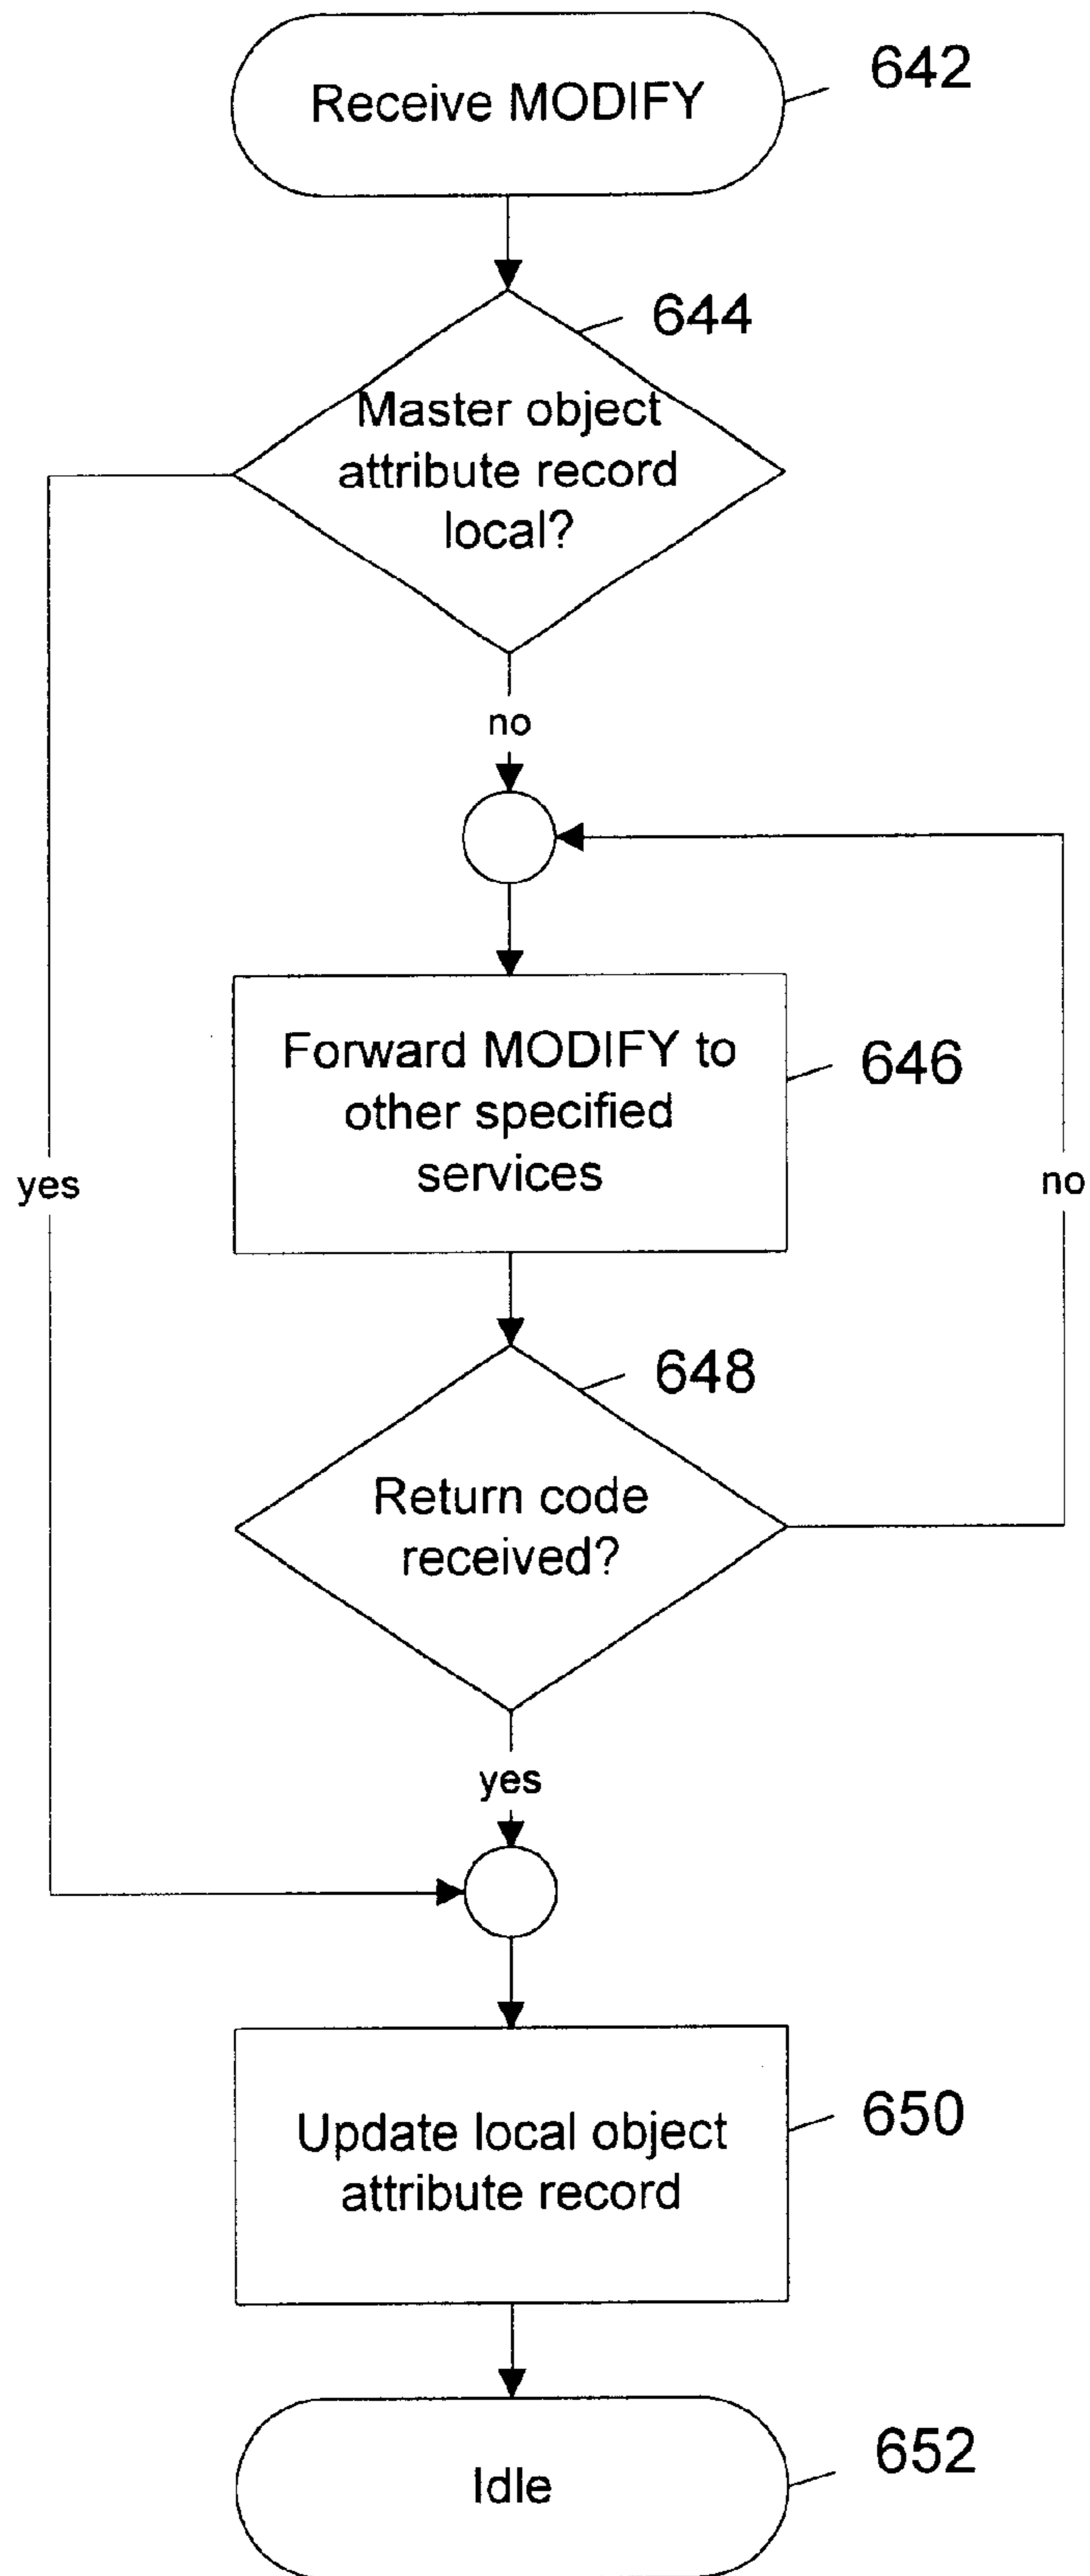 Receive MODIFY
642
644
Master object
attribute record
local?
no
Forward MODIFY to
other specified
services
646
yes
no
648
Return code
received?
yes
Update local object
attribute record
650
Idle
652